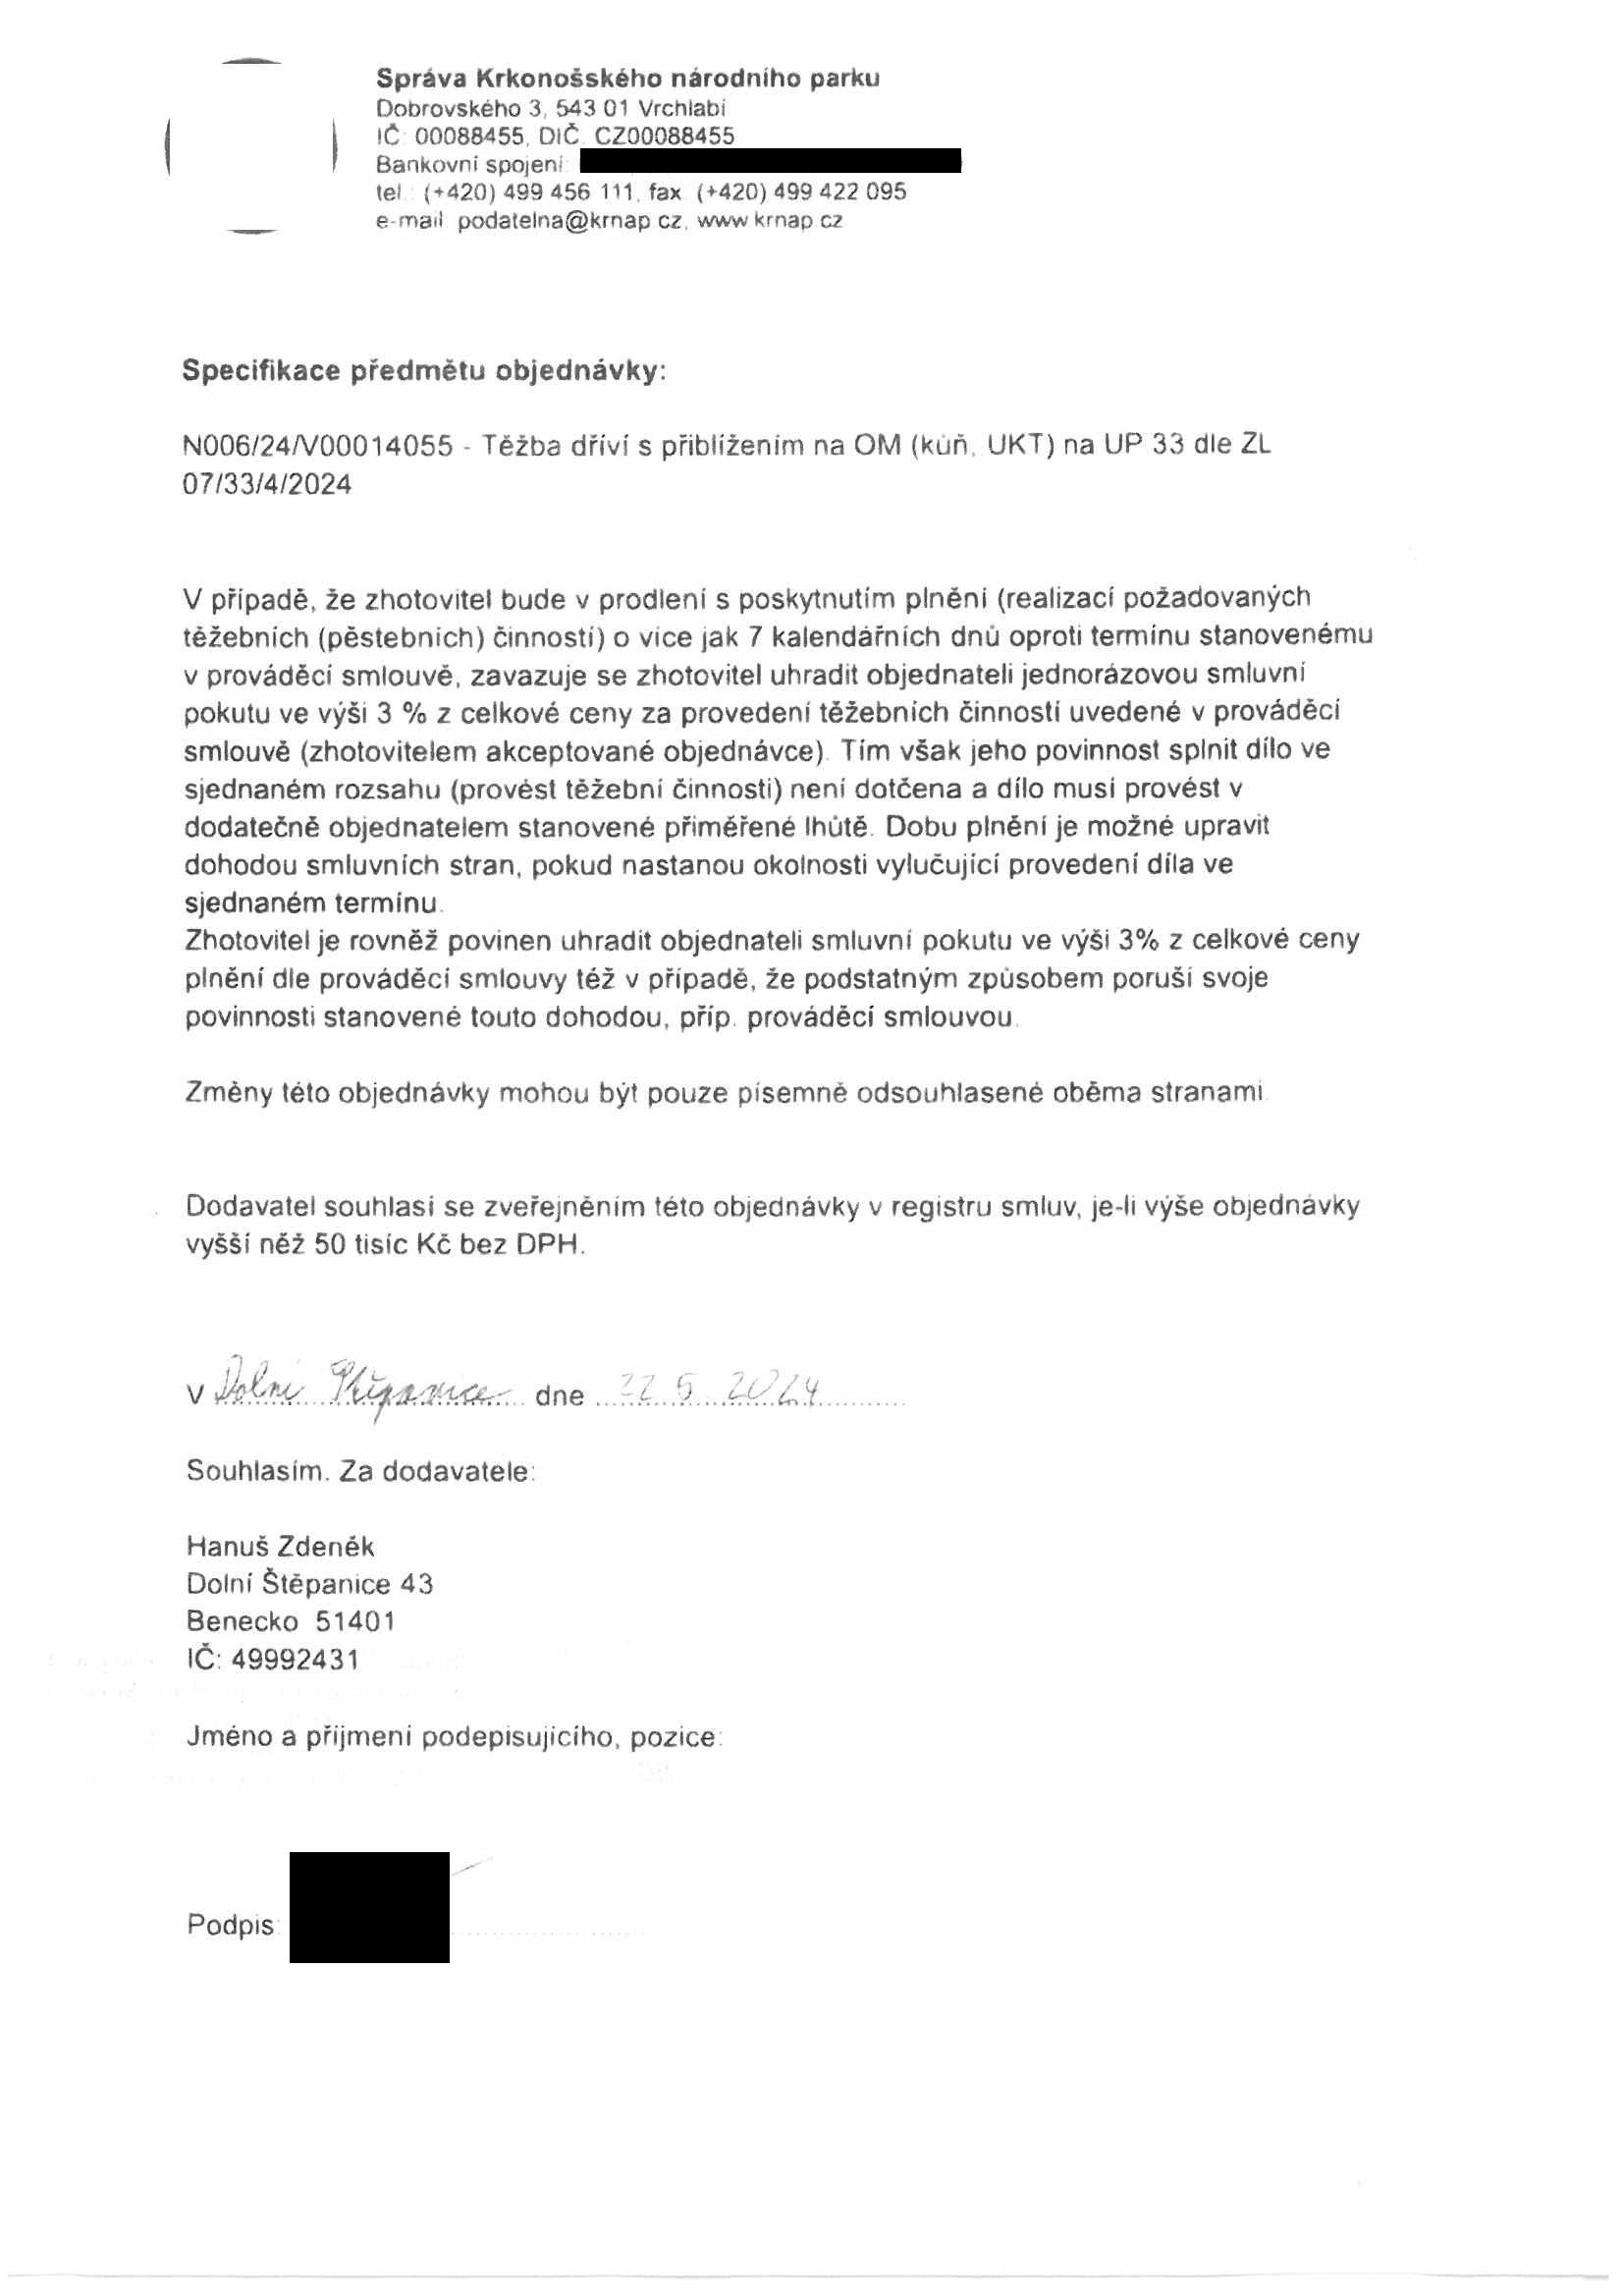 Správa Krkonošského národního parku
Dobrovského 3, 543 01 Vrchlabí
IČ: 00088455, DIČ: CZ00088455
Bankovní spojení:
tel.: (+420) 499 456 111, fax: (+420) 499 422 095
e-mail: podatelna@krnap.cz, www.krnap.cz
Specifikace předmětu objednávky:
N006/24/V00014055 - Těžba dříví s přiblížením na OM (kůň, UKT) na UP 33 dle ZL
07/33/4/2024
V případě, že zhotovitel bude v prodlení s poskytnutím plnění (realizací požadovaných
těžebních (pěstebních) činností) o více jak 7 kalendářních dnů oproti termínu stanovenému
v prováděcí smlouvě, zavazuje se zhotovitel uhradit objednateli jednorázovou smluvní
pokutu ve výši 3 % z celkové ceny za provedení těžebních činností uvedené v prováděcí
smlouvě (zhotovitelem akceptované objednávce). Tím však jeho povinnost splnit dílo ve
sjednaném rozsahu (provést těžební činnosti) není dotčena a dílo musí provést v
dodatečně objednatelem stanovené přiměřené lhůtě. Dobu plnění je možné upravit
dohodou smluvních stran, pokud nastanou okolnosti vylučující provedení díla ve
sjednaném termínu.
Zhotovitel je rovněž povinen uhradit objednateli smluvní pokutu ve výši 3% z celkové ceny
plnění dle prováděcí smlouvy též v případě, že podstatným způsobem poruší svoje
povinnosti stanovené touto dohodou, příp. prováděcí smlouvou.
Změny této objednávky mohou být pouze písemně odsouhlasené oběma stranami.
Dodavatel souhlasí se zveřejněním této objednávky v registru smluv, je-li výše objednávky
vyšší něž 50 tisíc Kč bez DPH.
V Dolní Štěpanice dne 22 5 2024
Souhlasím. Za dodavatele:
Hanuš Zdeněk
Dolní Štěpanice 43
Benecko 51401
IČ: 49992431
Jméno a příjmení podepisujícího, pozice:
Podpis: